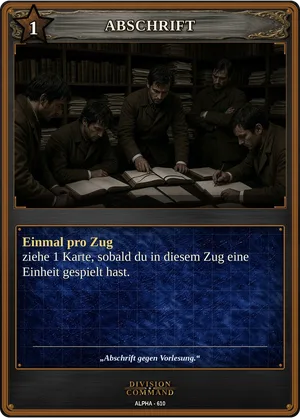 1
ABSCHRIFT
Einmal pro Zug
ziehe 1 Karte, sobald du in diesem Zug eine
Einheit gespielt hast.
„Abschrift gegen Vorlesung.“
DIVISION
COMMAND
ALPHA - 610